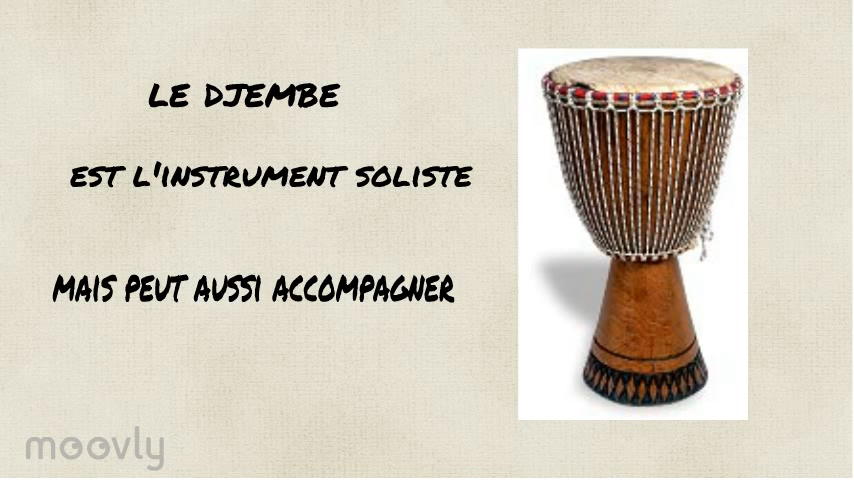 LE DJEMBE
EST L'INSTRUMENT SOLISTE
MAIS PEUT AUSSI ACCOMPAGNER
moovly